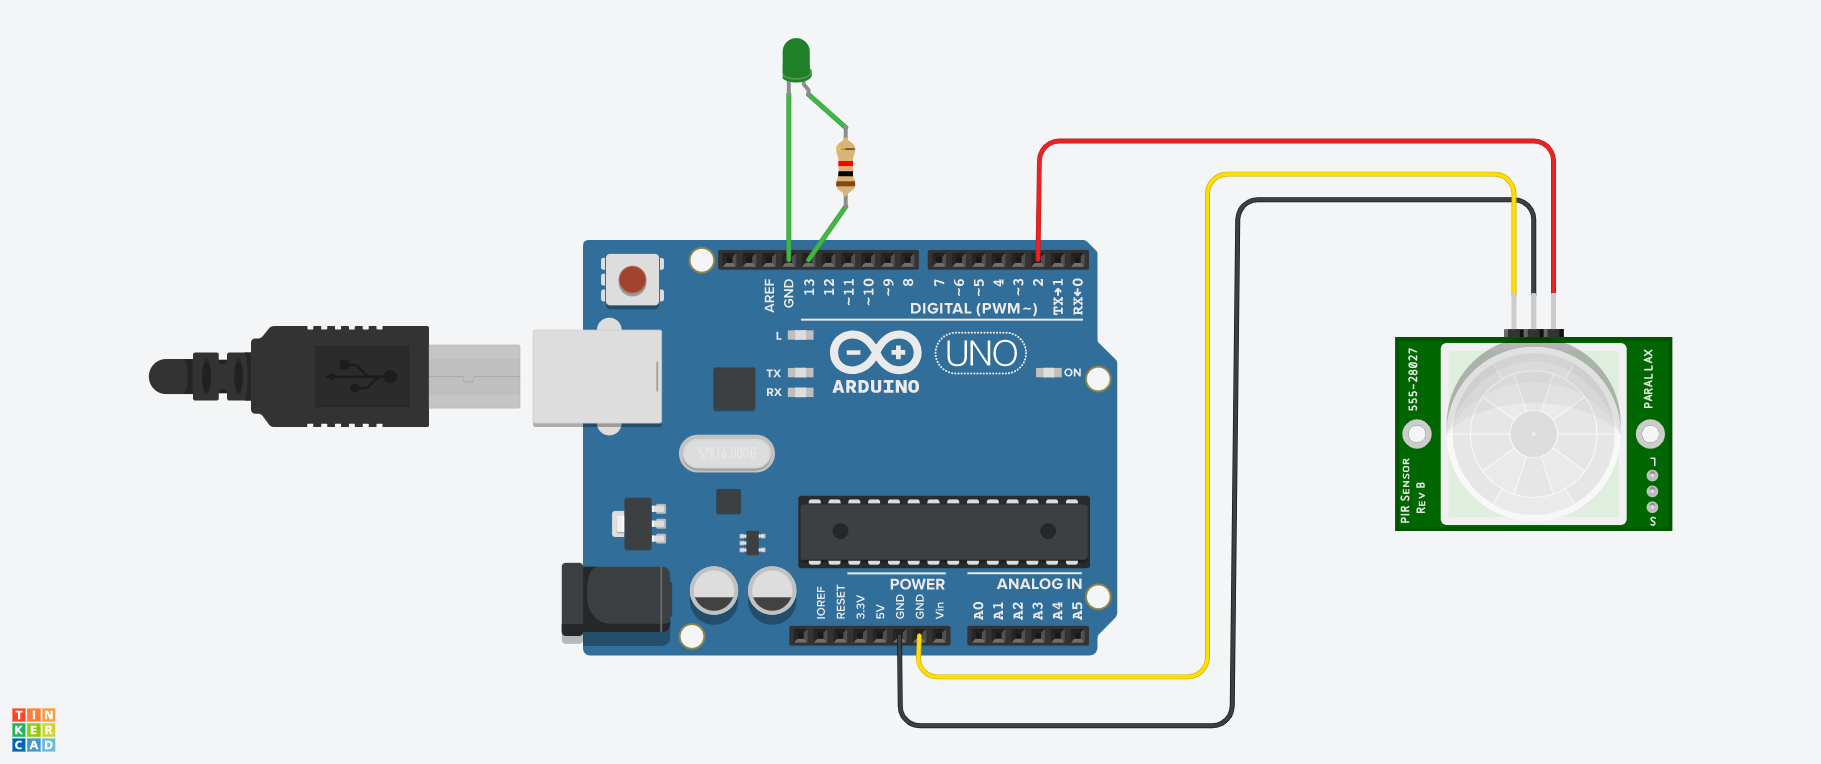 AREF
GND
13
12
~11
~10
~9
8
7
~6
~5
4
~3
2
TX→1
RX←0
DIGITAL (PWM~)
L
TX
RX
ARDUINO
UNO
ON
SPK16.000G
POWER
ANALOG IN
IOREF
RESET
3.3V
5V
GND
GND
Vin
A0
A1
A2
A3
A4
A5
555-28027
PIR SENSOR
REV B
PARALLAX
L
S
TIN
KER
CAD